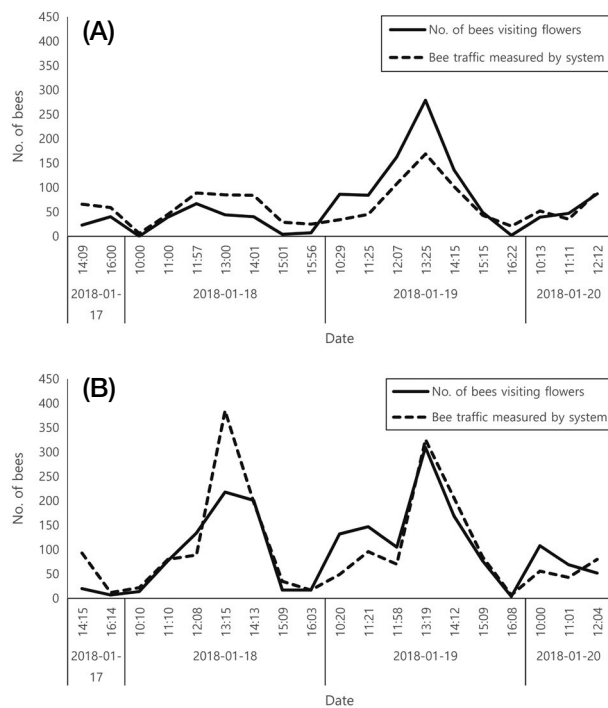 (A)
No. of bees visiting flowers
Bee traffic measured by system
No. of bees
450
400
350
300
250
200
150
100
50
0
14:09 16:00 10:00 11:00 11:57 13:00 14:01 15:01 15:56 10:29 11:25 12:07 13:25 14:15 15:15 16:22 10:13 11:11 12:12
2018-01-17 2018-01-18 2018-01-19 2018-01-20
Date
(B)
No. of bees visiting flowers
Bee traffic measured by system
No. of bees
450
400
350
300
250
200
150
100
50
0
14:15 16:14 10:10 11:10 12:08 13:15 14:13 15:09 16:03 10:20 11:21 11:58 13:19 14:12 15:09 16:08 10:00 11:01 12:04
2018-01-17 2018-01-18 2018-01-19 2018-01-20
Date